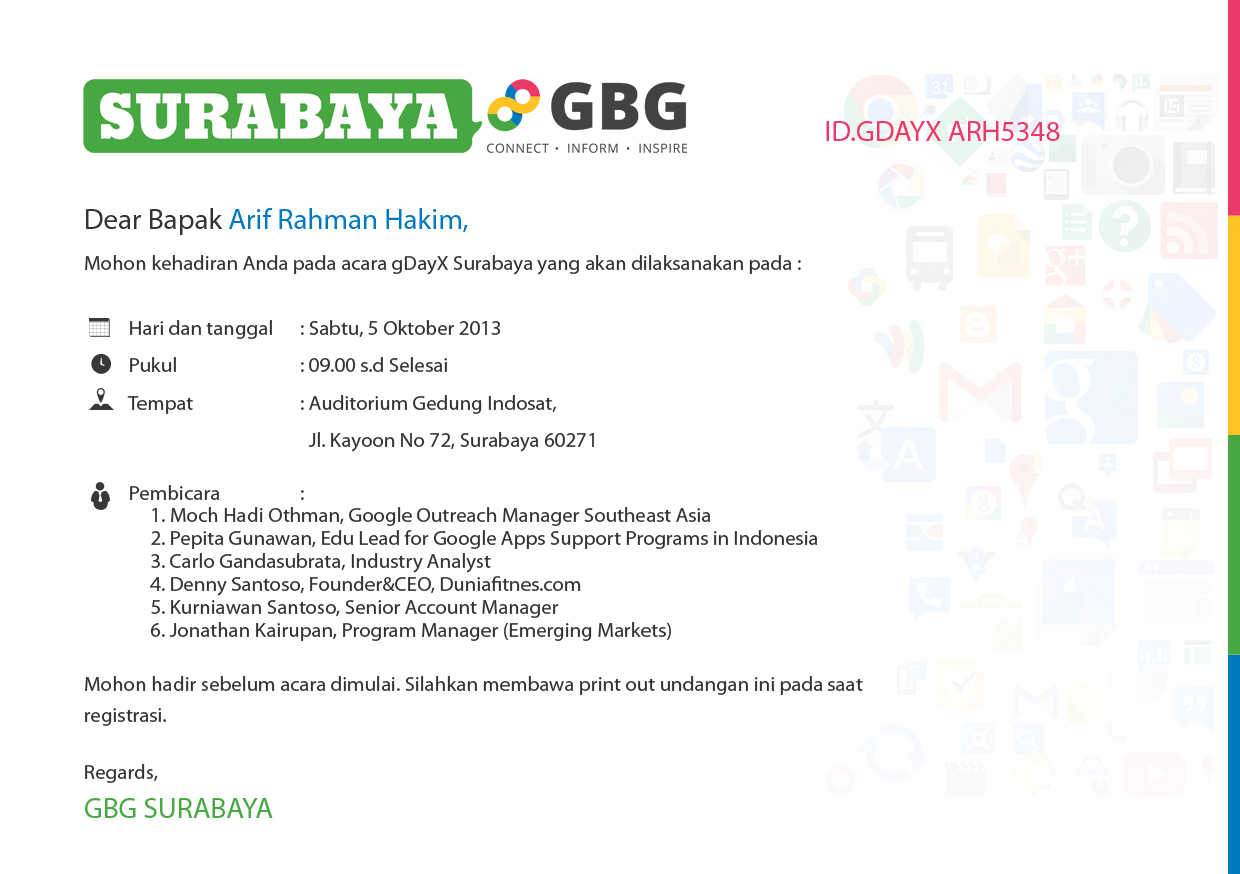 SURABAYA GBG
CONNECT · INFORM · INSPIRE
ID.GDAYX ARH5348
Dear Bapak Arif Rahman Hakim,
Mohon kehadiran Anda pada acara gDayX Surabaya yang akan dilaksanakan pada :
Hari dan tanggal : Sabtu, 5 Oktober 2013
Pukul : 09.00 s.d Selesai
Tempat : Auditorium Gedung Indosat,
Jl. Kayoon No 72, Surabaya 60271
Pembicara :
1. Moch Hadi Othman, Google Outreach Manager Southeast Asia
2. Pepita Gunawan, Edu Lead for Google Apps Support Programs in Indonesia
3. Carlo Gandasubrata, Industry Analyst
4. Denny Santoso, Founder&CEO, Duniafitnes.com
5. Kurniawan Santoso, Senior Account Manager
6. Jonathan Kairupan, Program Manager (Emerging Markets)
Mohon hadir sebelum acara dimulai. Silahkan membawa print out undangan ini pada saat
registrasi.
Regards,
GBG SURABAYA